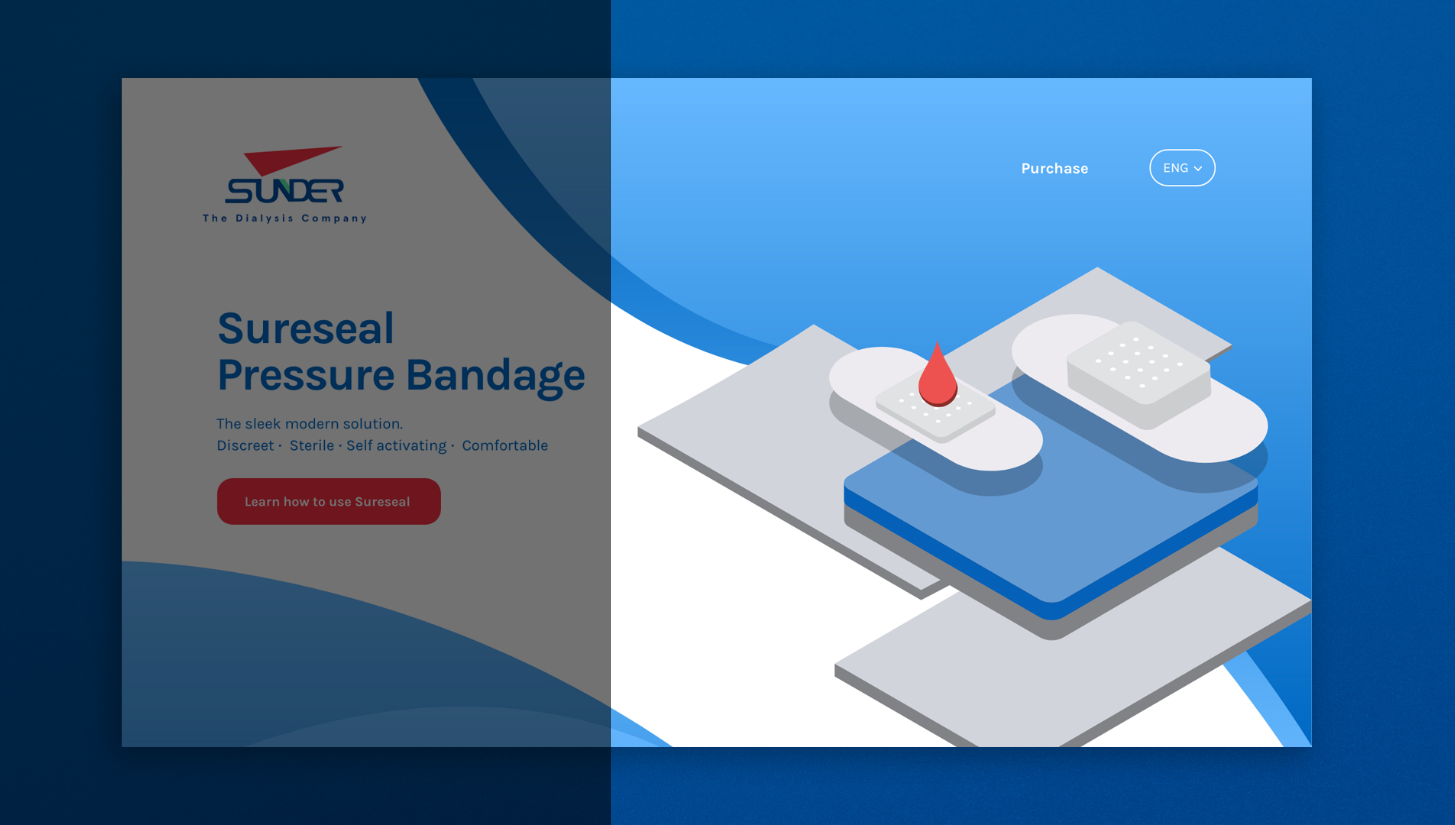 SUNDER
The Dialysis Company
Purchase
ENG
Sureseal
Pressure Bandage
The sleek modern solution.
Discreet · Sterile · Self activating · Comfortable
Learn how to use Sureseal